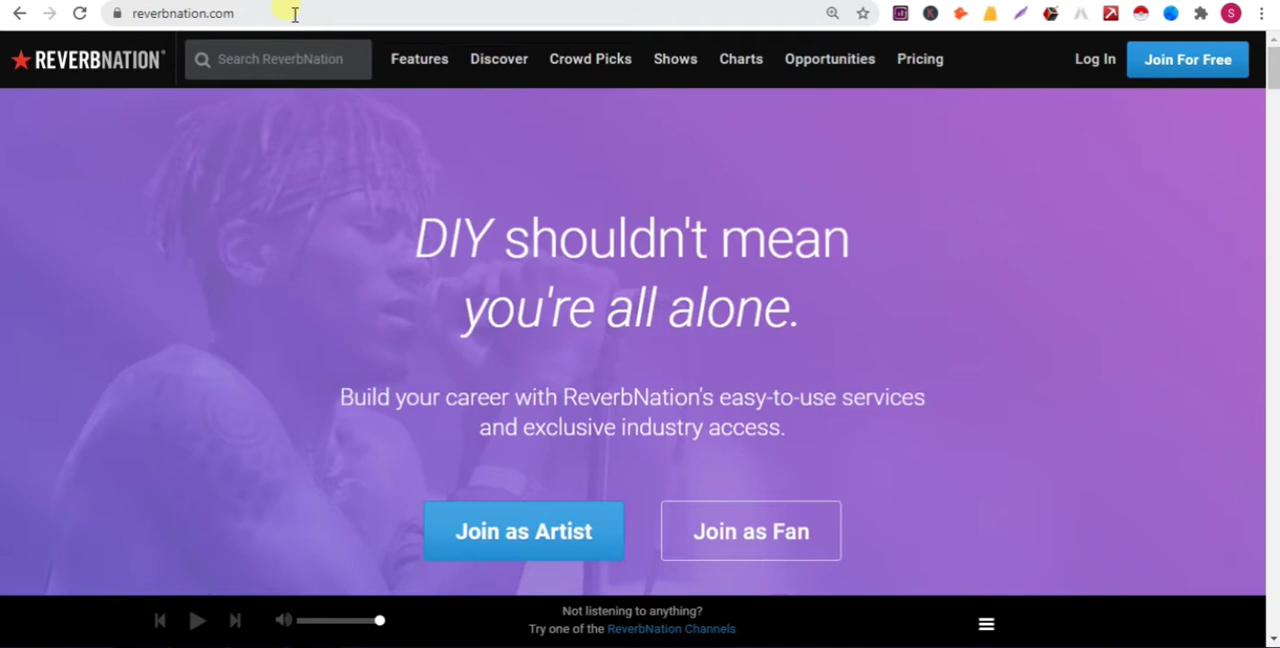 reverbnation.com
S
REVERBNATION
Search ReverbNation
Features
Discover
Crowd Picks
Shows
Charts
Opportunities
Pricing
Log In
Join For Free
DIY shouldn't mean
you're all alone.
Build your career with ReverbNation's easy-to-use services
and exclusive industry access.
Join as Artist
Join as Fan
Not listening to anything?
Try one of the ReverbNation Channels